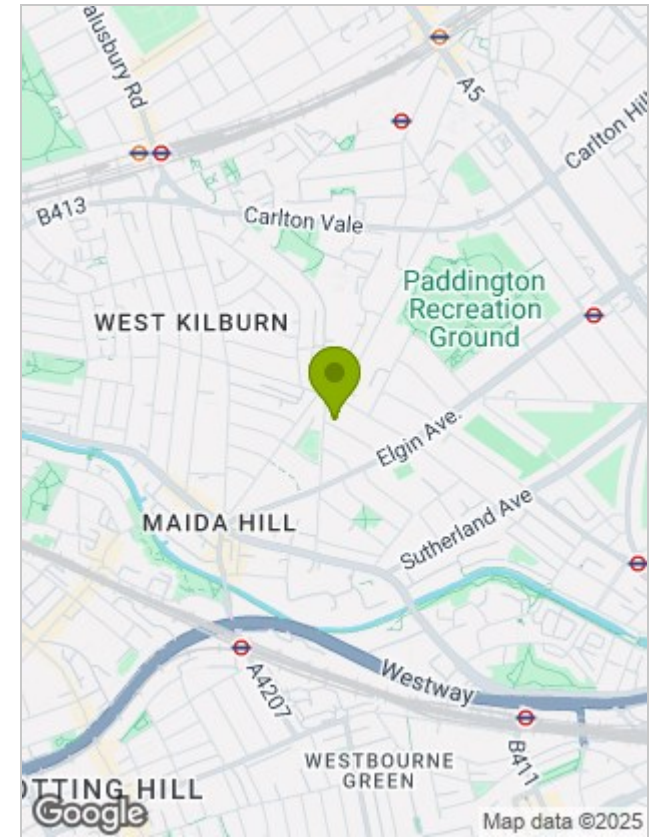 alusbury Rd
A5
Carlton Hill
B413
Carlton Vale
Paddington
Recreation
Ground
WEST KILBURN
Elgin Ave.
MAIDA HILL
Sutherland Ave
Westway
A4207
WESTBOURNE
GREEN
B411
OTTING HILL
Google
Map data ©2025